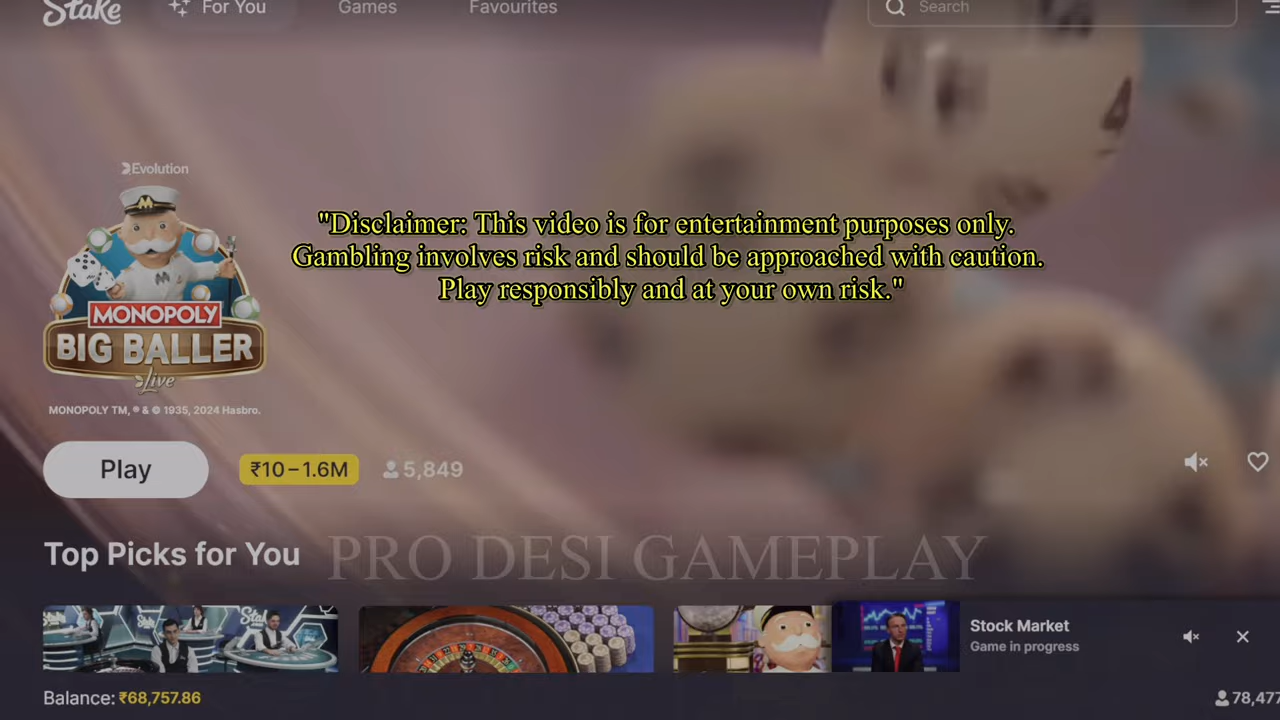 Stake
For You
Games
Favourites
Search
Evolution
"Disclaimer: This video is for entertainment purposes only.
Gambling involves risk and should be approached with caution.
Play responsibly and at your own risk."
M
MONOPOLY
BIG BALLER
Live
MONOPOLY TM, ® & © 1935, 2024 Hasbro.
Play
₹10–1.6M
5,849
Top Picks for You
PRO DESI GAMEPLAY
Stake
Stock Market
Game in progress
Balance: ₹68,757.86
78,477